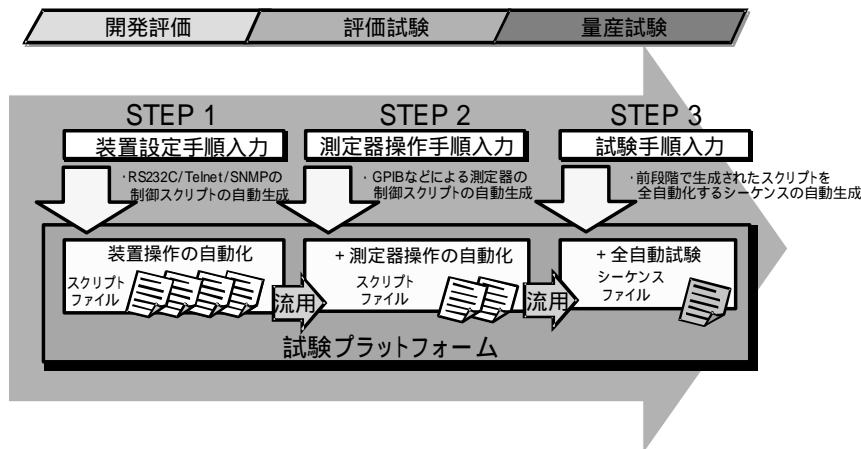 開発評価
評価試験
量産試験
STEP 1
装置設定手順入力
・RS232C/Telnet/SNMPの
制御スクリプトの自動生成
STEP 2
測定器操作手順入力
・GPIBなどによる測定器の
制御スクリプトの自動生成
STEP 3
試験手順入力
・前段階で生成されたスクリプトを
全自動化するシーケンスの自動生成
装置操作の自動化
スクリプト
ファイル
流用
+ 測定器操作の自動化
スクリプト
ファイル
流用
+ 全自動試験
シーケンス
ファイル
試験プラットフォーム